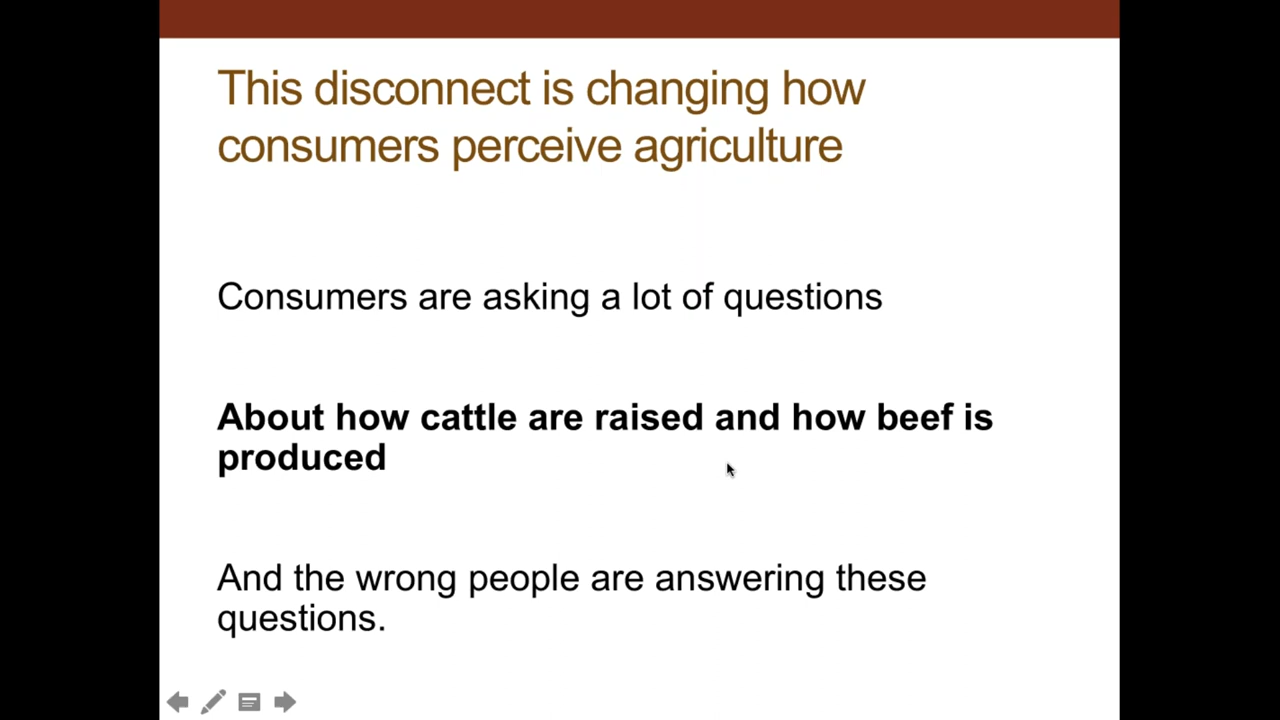 This disconnect is changing how
consumers perceive agriculture
Consumers are asking a lot of questions
About how cattle are raised and how beef is
produced
And the wrong people are answering these
questions.